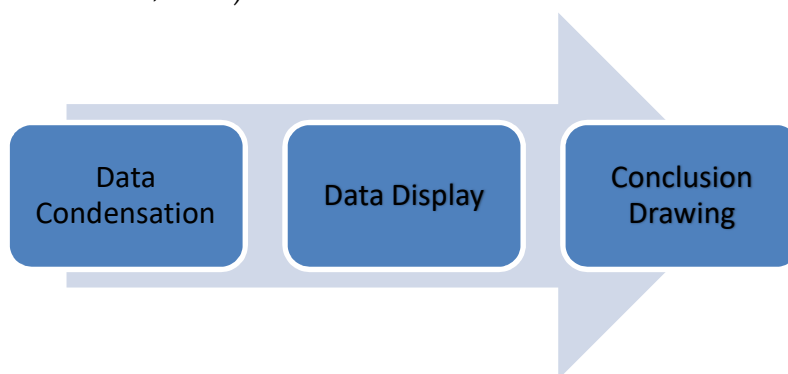 Data
Condensation
Data Display
Conclusion
Drawing